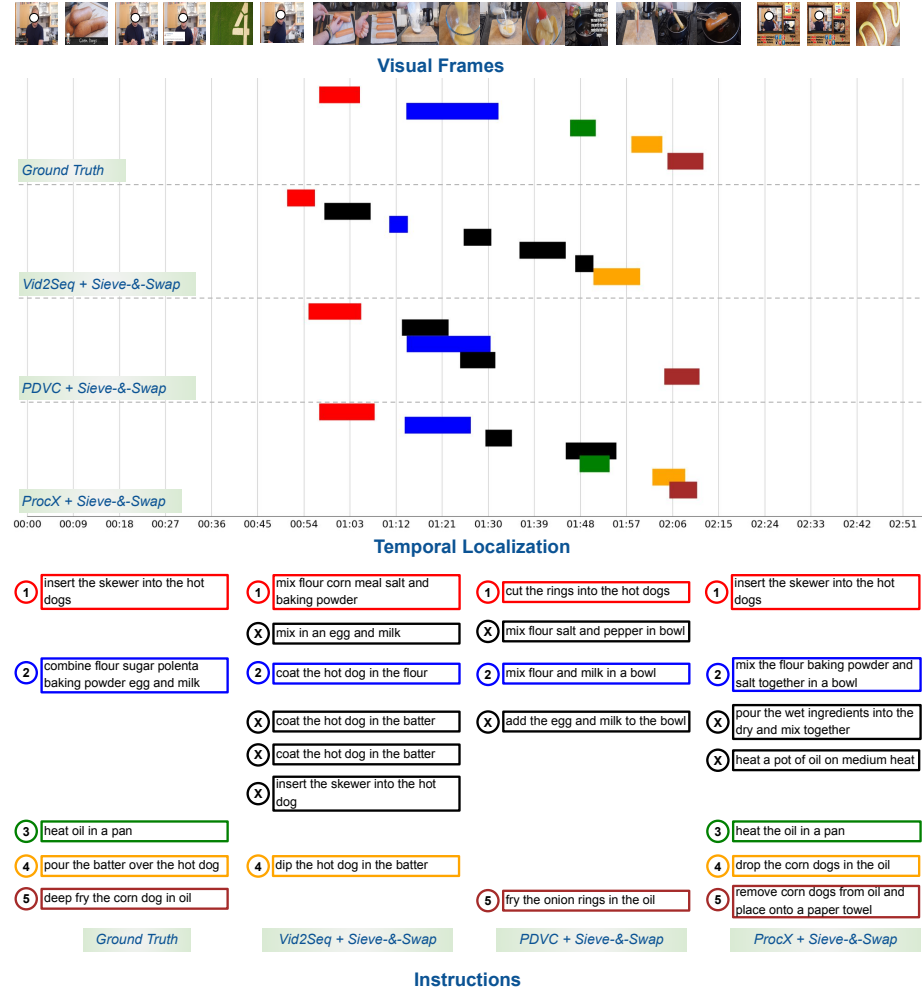 Corn Dogs
4
Visual Frames
Ground Truth
Vid2Seq + Sieve-&-Swap
PDVC + Sieve-&-Swap
ProcX + Sieve-&-Swap
00:00 00:09 00:18 00:27 00:36 00:45 00:54 01:03 01:12 01:21 01:30 01:39 01:48 01:57 02:06 02:15 02:24 02:33 02:42 02:51
Temporal Localization
1 insert the skewer into the hot
dogs
1 mix flour corn meal salt and
baking powder
1 cut the rings into the hot dogs
1 insert the skewer into the hot
dogs
X mix in an egg and milk
X mix flour salt and pepper in bowl
2 combine flour sugar polenta
baking powder egg and milk
2 coat the hot dog in the flour
2 mix flour and milk in a bowl
2 mix the flour baking powder and
salt together in a bowl
X coat the hot dog in the batter
X add the egg and milk to the bowl
X pour the wet ingredients into the
dry and mix together
X coat the hot dog in the batter
X heat a pot of oil on medium heat
X insert the skewer into the hot
dog
3 heat oil in a pan
3 heat the oil in a pan
4 pour the batter over the hot dog
4 dip the hot dog in the batter
4 drop the corn dogs in the oil
5 deep fry the corn dog in oil
5 fry the onion rings in the oil
5 remove corn dogs from oil and
place onto a paper towel
Ground Truth
Vid2Seq + Sieve-&-Swap
PDVC + Sieve-&-Swap
ProcX + Sieve-&-Swap
Instructions